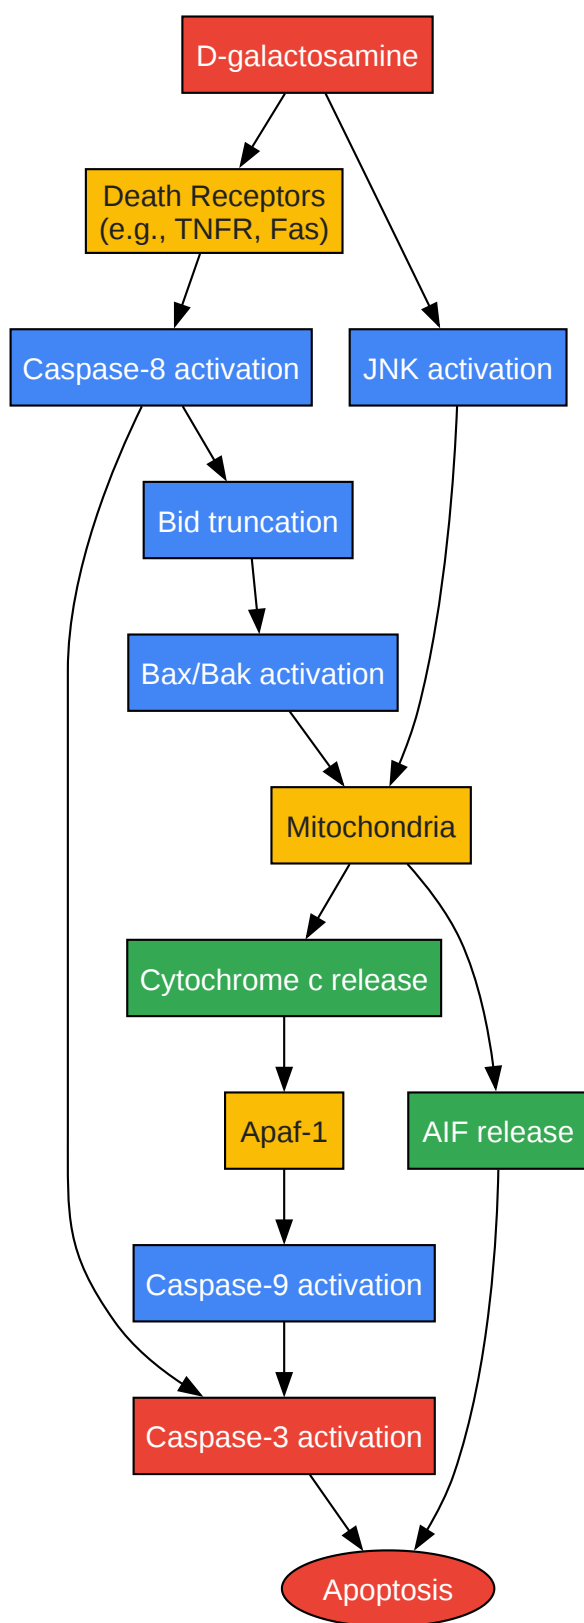 D-galactosamine
Death Receptors
(e.g., TNFR, Fas)
Caspase-8 activation
JNK activation
Bid truncation
Bax/Bak activation
Mitochondria
Cytochrome c release
Apaf-1
AIF release
Caspase-9 activation
Caspase-3 activation
Apoptosis